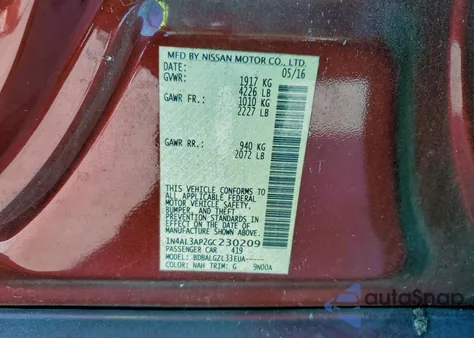 MFD BY NISSAN MOTOR CO., LTD.
DATE: 05/16
GVWR: 1917 KG
4226 LB
GAWR FR.: 1010 KG
2227 LB
GAWR RR.: 940 KG
2072 LB
THIS VEHICLE CONFORMS TO
ALL APPLICABLE FEDERAL
MOTOR VEHICLE SAFETY,
BUMPER, AND THEFT
PREVENTION STANDARDS
IN EFFECT ON THE DATE OF
MANUFACTURE SHOWN ABOVE.
1N4AL3AP2GC230209
PASSENGER CAR 419
MODEL: BDBALGZL33EUA-----
COLOR: NAH TRIM: G 9N00A
autoSnap